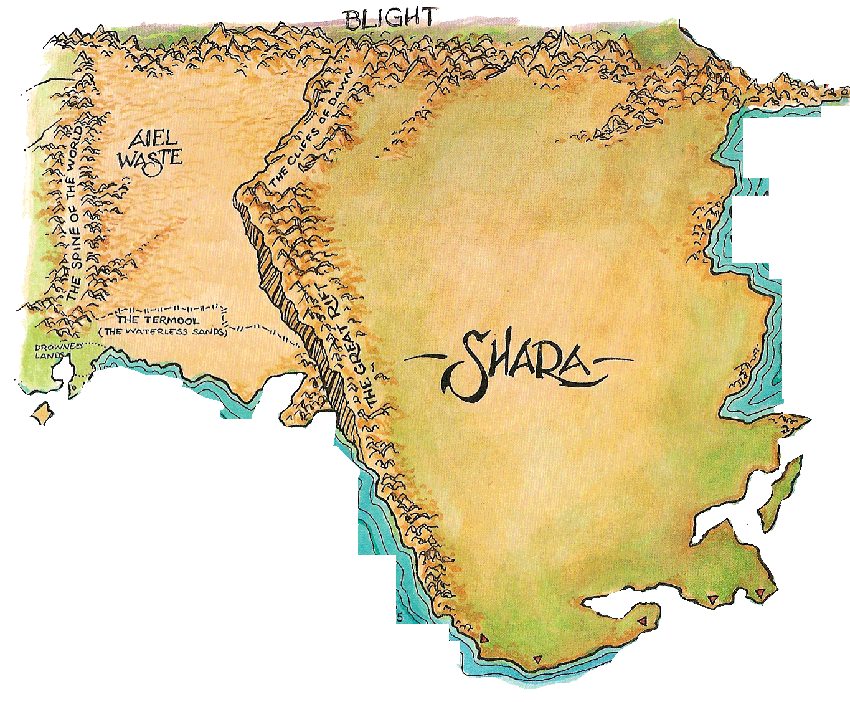 BLIGHT
THE CLIFFS OF DAWN
AIEL
WASTE
THE SPINE OF THE WORLD
THE TERMOOL
(THE WATERLESS SANDS)
DROWNED
LANDS
THE GREAT RIFT
SHARA
S